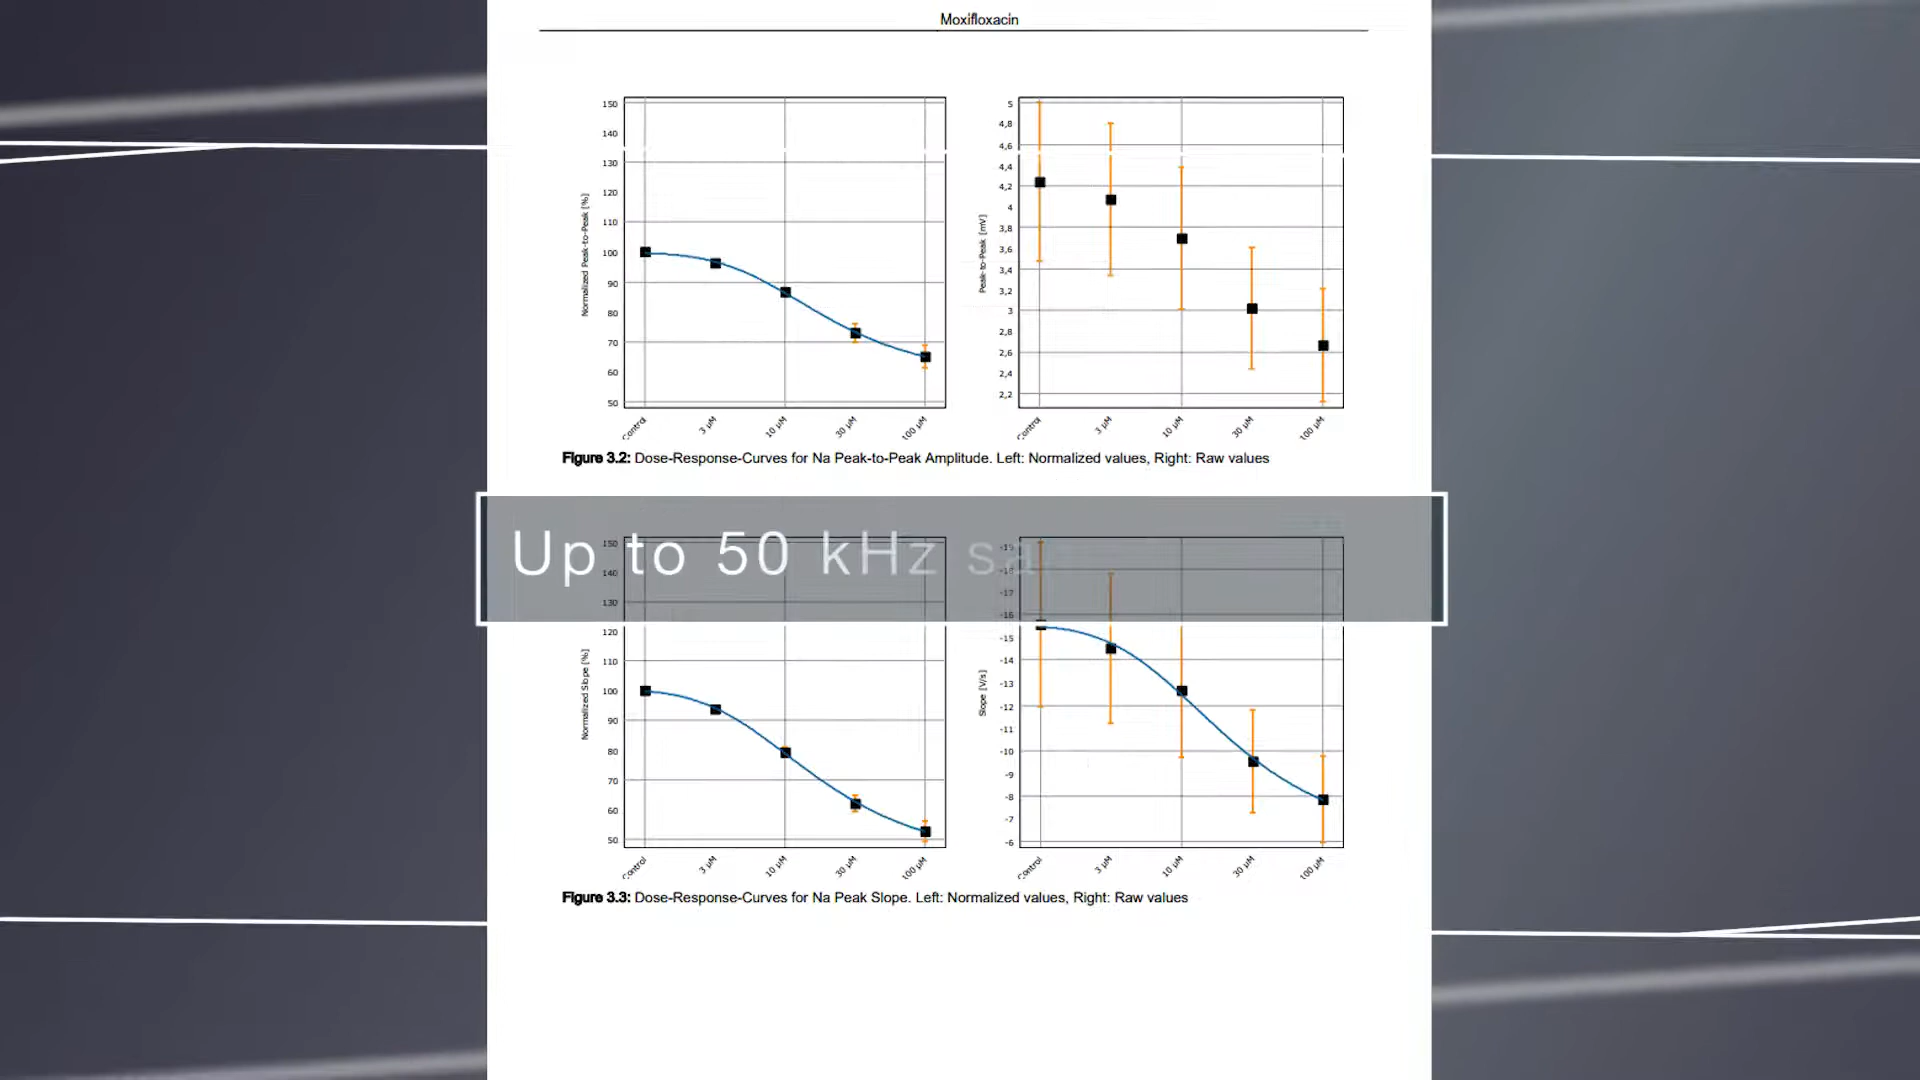 Moxifloxacin
Normalized Peak-to-Peak [%]
150
140
130
120
110
100
90
80
70
60
50
Control
3 µM
10 µM
30 µM
100 µM
Peak-to-Peak [mV]
5
4,8
4,6
4,4
4,2
4
3,8
3,6
3,4
3,2
3
2,8
2,6
2,4
2,2
Control
3 µM
10 µM
30 µM
100 µM
Figure 3.2: Dose-Response-Curves for Na Peak-to-Peak Amplitude. Left: Normalized values, Right: Raw values
Up to 50 kHz sa
Normalized Slope [%]
150
140
130
120
110
100
90
80
70
60
50
Control
3 µM
10 µM
30 µM
100 µM
Slope [V/s]
-19
-18
-17
-16
-15
-14
-13
-12
-11
-10
-9
-8
-7
-6
Control
3 µM
10 µM
30 µM
100 µM
Figure 3.3: Dose-Response-Curves for Na Peak Slope. Left: Normalized values, Right: Raw values